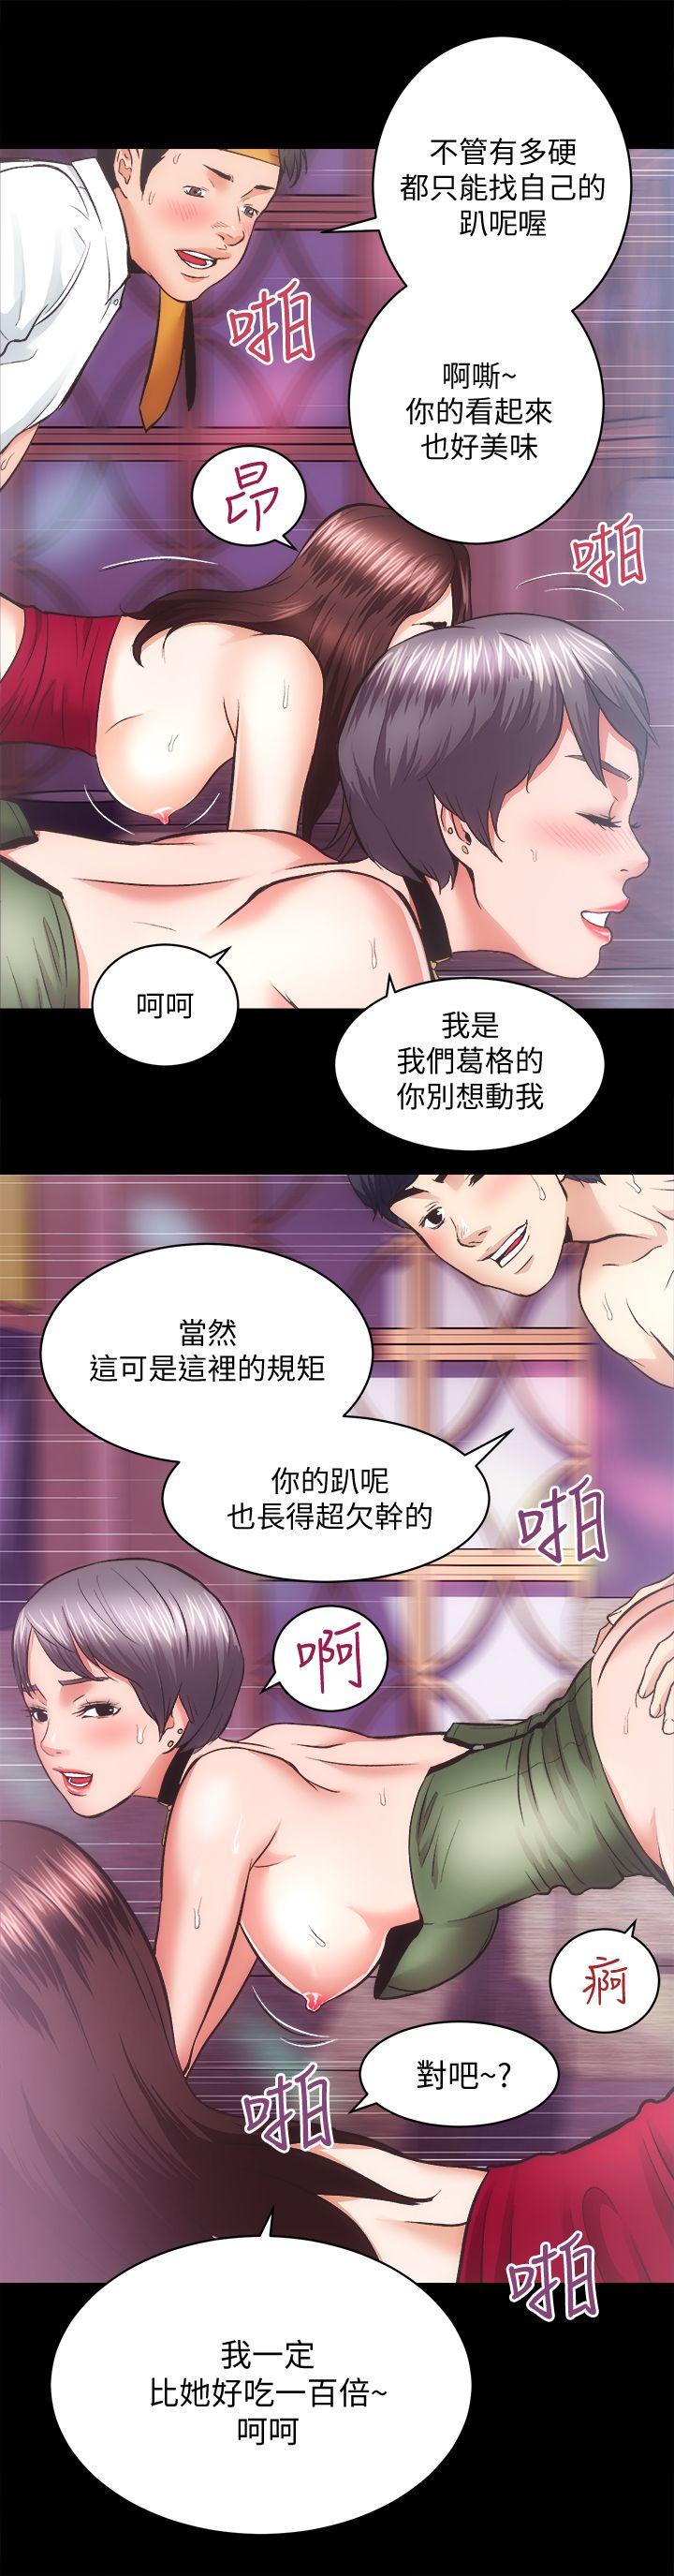 不管有多硬
都只能找自己的
趴呢喔
啪
啊嘶~
你的看起來
也好美味
昂
啪
呵呵
我是
我們葛格的
你別想動我
當然
這可是這裡的規矩
你的趴呢
也長得超欠幹的
啪
啊
痾
對吧~?
啪
啪
我一定
比她好吃一百倍~
呵呵